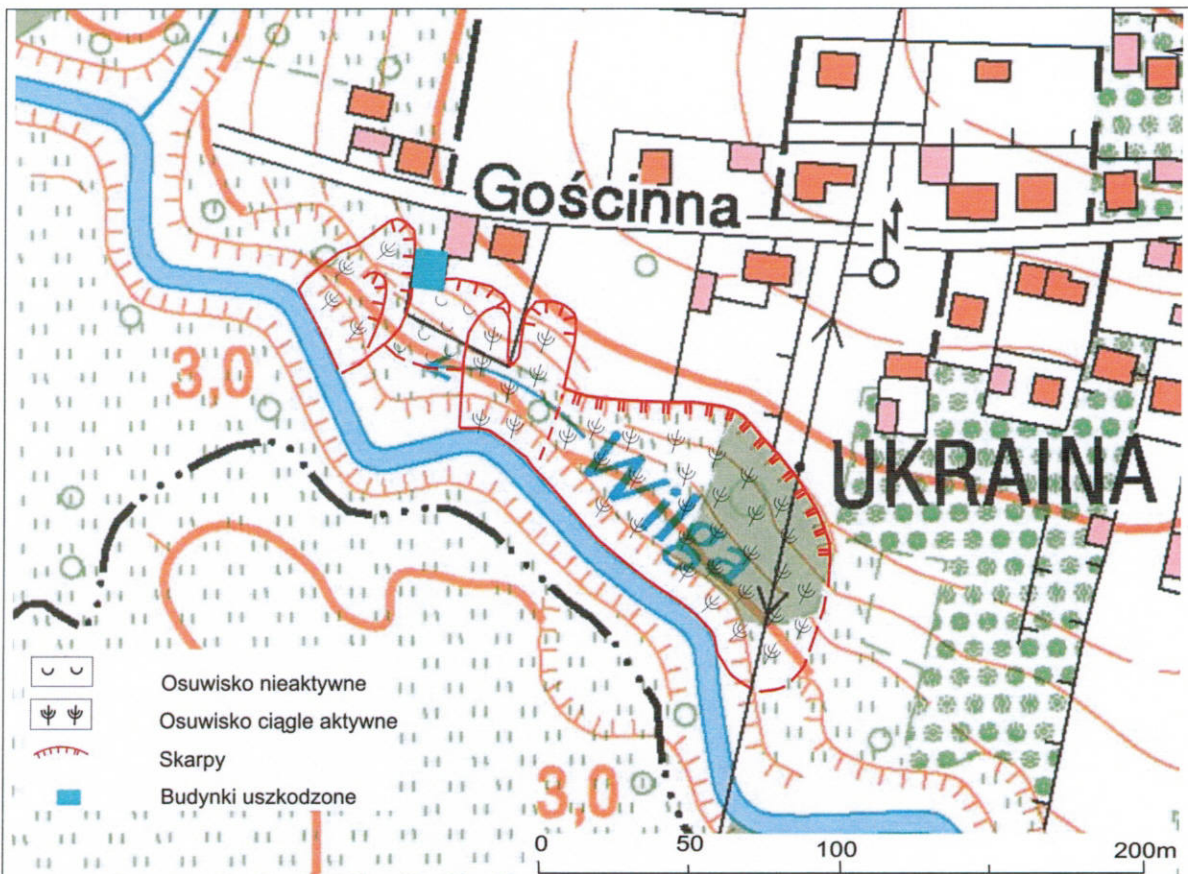 Gościnna
3,0
UKRAINA
Wilga
Osuwisko nieaktywne
Osuwisko ciągle aktywne
Skarpy
Budynki uszkodzone
3,0
0 50 100 200m